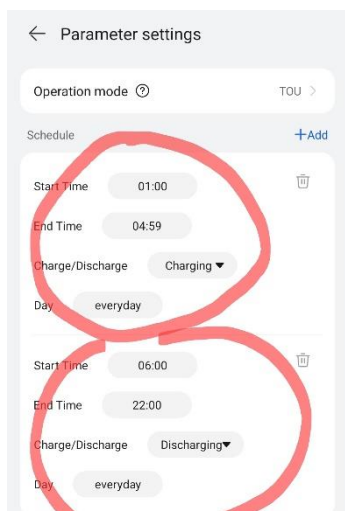 Parameter settings
Operation mode TOU
Schedule +Add
Start Time 01:00
End Time 04:59
Charge/Discharge Charging
Day everyday
Start Time 06:00
End Time 22:00
Charge/Discharge Discharging
Day everyday